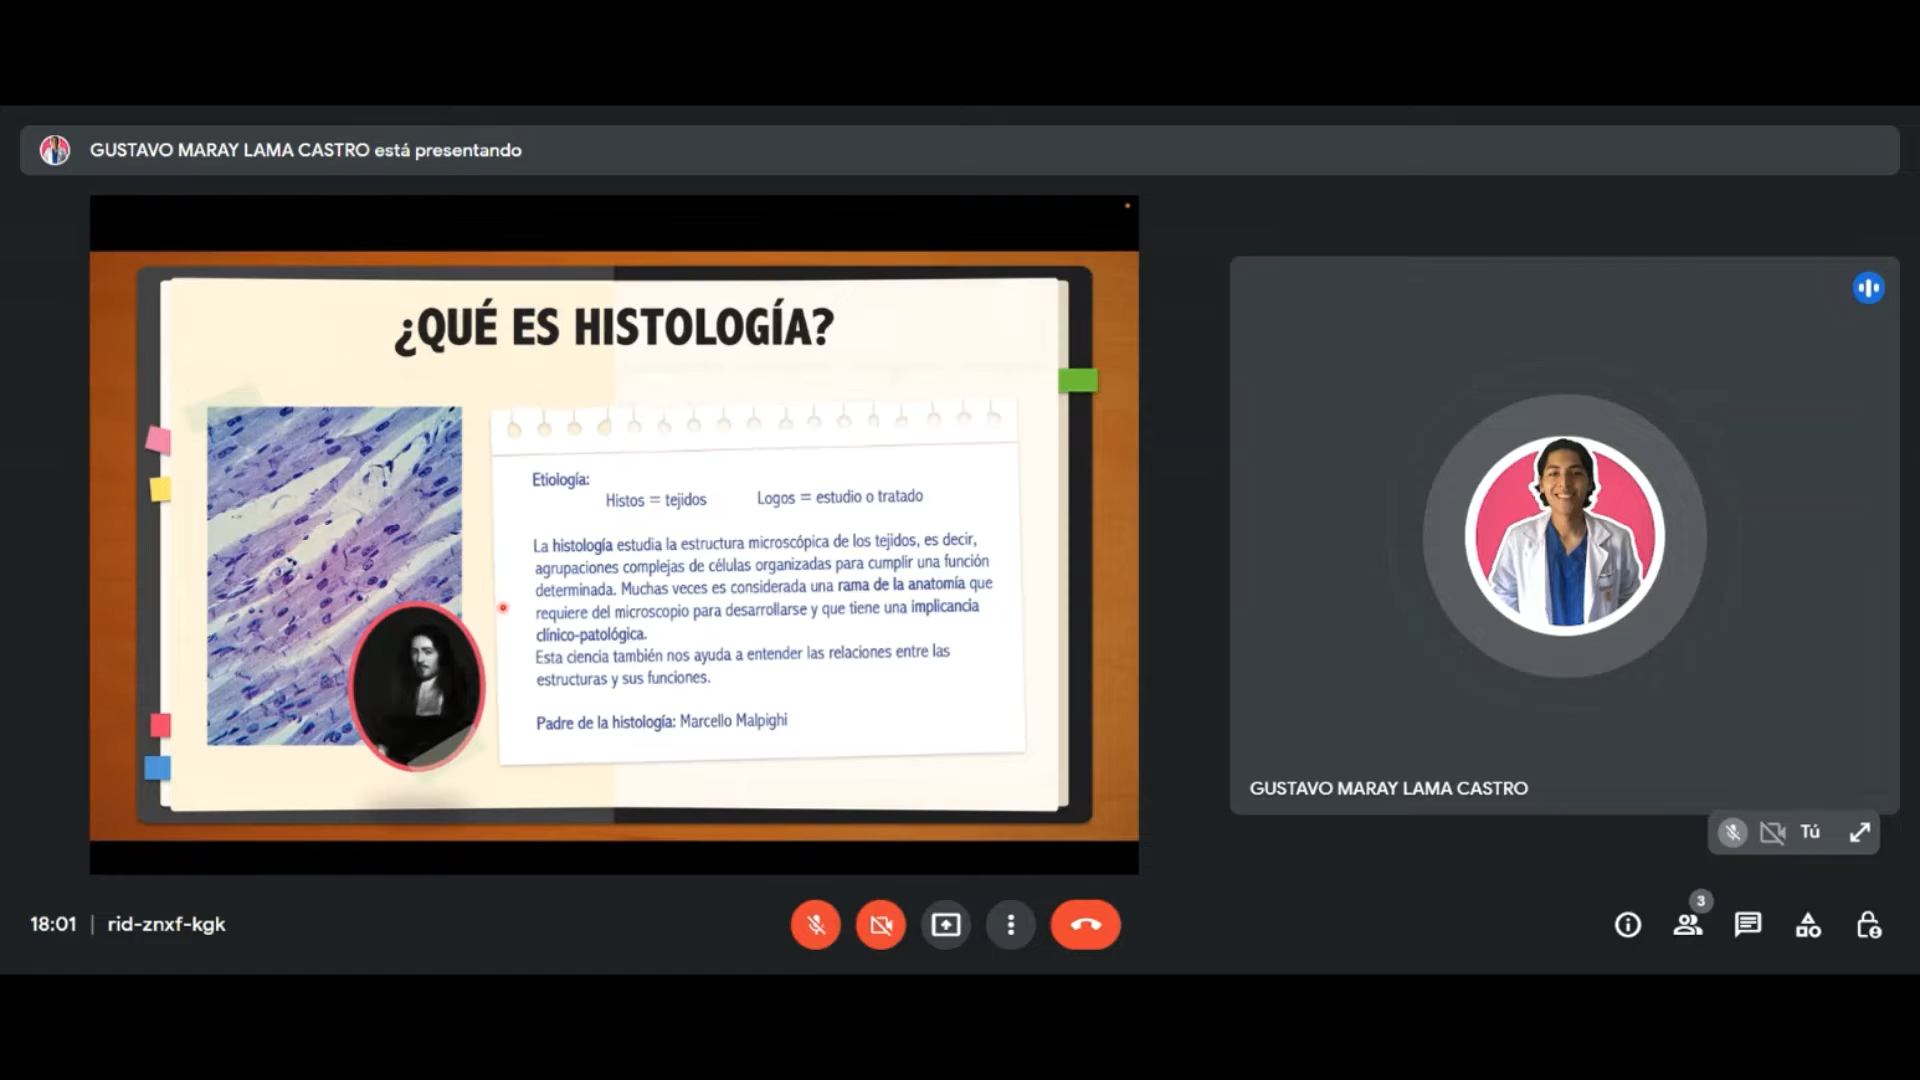 GUSTAVO MARAY LAMA CASTRO está presentando
¿QUÉ ES HISTOLOGÍA?
Etiología:
Histos = tejidos Logos = estudio o tratado
La histología estudia la estructura microscópica de los tejidos, es decir,
agrupaciones complejas de células organizadas para cumplir una función
determinada. Muchas veces es considerada una rama de la anatomía que
requiere del microscopio para desarrollarse y que tiene una implicancia
clínico-patológica.
Esta ciencia también nos ayuda a entender las relaciones entre las
estructuras y sus funciones.
Padre de la histología: Marcello Malpighi
GUSTAVO MARAY LAMA CASTRO
Tú
18:01 | rid-znxf-kgk
3